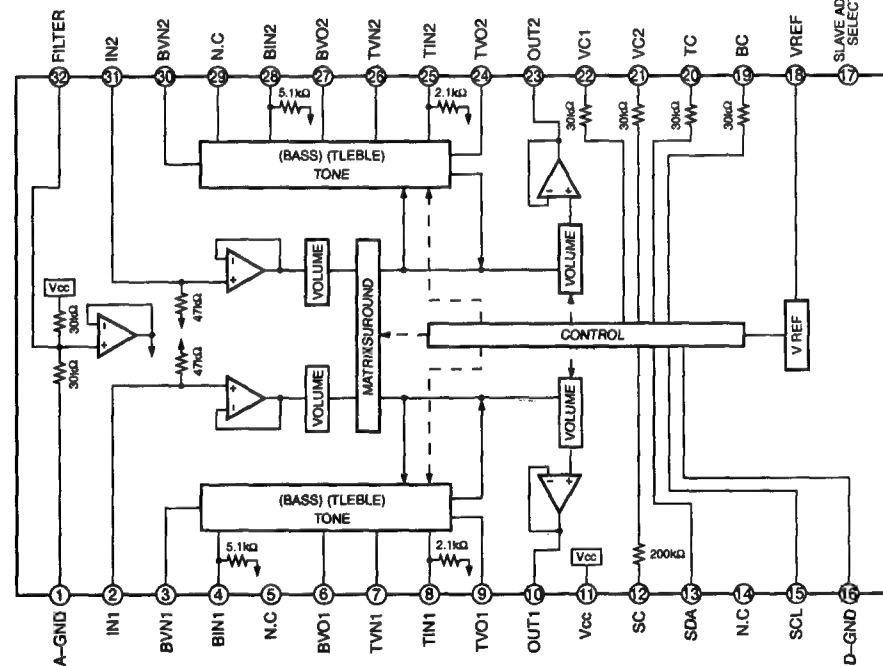 FILTER
IN2
BVN2
N.C
BIN2
BVO2
TVN2
TIN2
TVO2
OUT2
VC1
VC2
TC
BC
VREF
SLAVE AD
SELEC
32
31
30
29
28
27
26
25
24
23
22
21
20
19
18
17
5.1kΩ
2.1kΩ
30kΩ
30kΩ
30kΩ
30kΩ
(BASS) (TLEBLE)
TONE
Vcc
30kΩ
30kΩ
47kΩ
47kΩ
VOLUME
VOLUME
MATRIXSUROUND
VOLUME
VOLUME
CONTROL
V REF
(BASS) (TLEBLE)
TONE
5.1kΩ
2.1kΩ
Vcc
200kΩ
1
2
3
4
5
6
7
8
9
10
11
12
13
14
15
16
A-GND
IN1
BVN1
BIN1
N.C
BVO1
TVN1
TIN1
TVO1
OUT1
Vcc
SC
SDA
N.C
SCL
D-GND